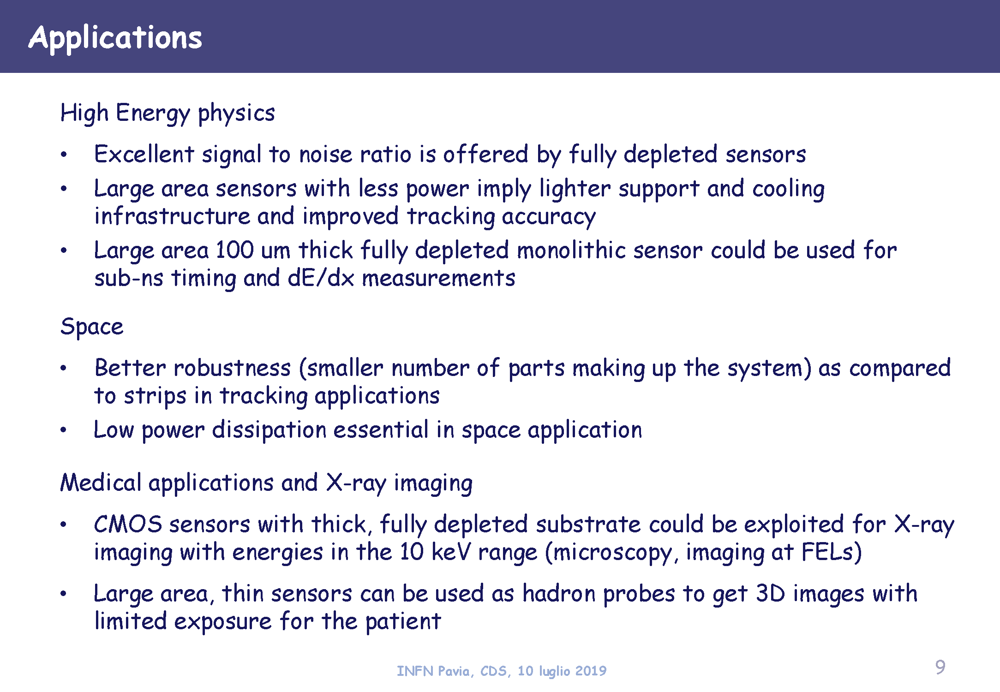 Applications
High Energy physics
• Excellent signal to noise ratio is offered by fully depleted sensors
• Large area sensors with less power imply lighter support and cooling
infrastructure and improved tracking accuracy
• Large area 100 um thick fully depleted monolithic sensor could be used for
sub-ns timing and dE/dx measurements
Space
• Better robustness (smaller number of parts making up the system) as compared
to strips in tracking applications
• Low power dissipation essential in space application
Medical applications and X-ray imaging
• CMOS sensors with thick, fully depleted substrate could be exploited for X-ray
imaging with energies in the 10 keV range (microscopy, imaging at FELs)
• Large area, thin sensors can be used as hadron probes to get 3D images with
limited exposure for the patient
INFN Pavia, CDS, 10 luglio 2019
9